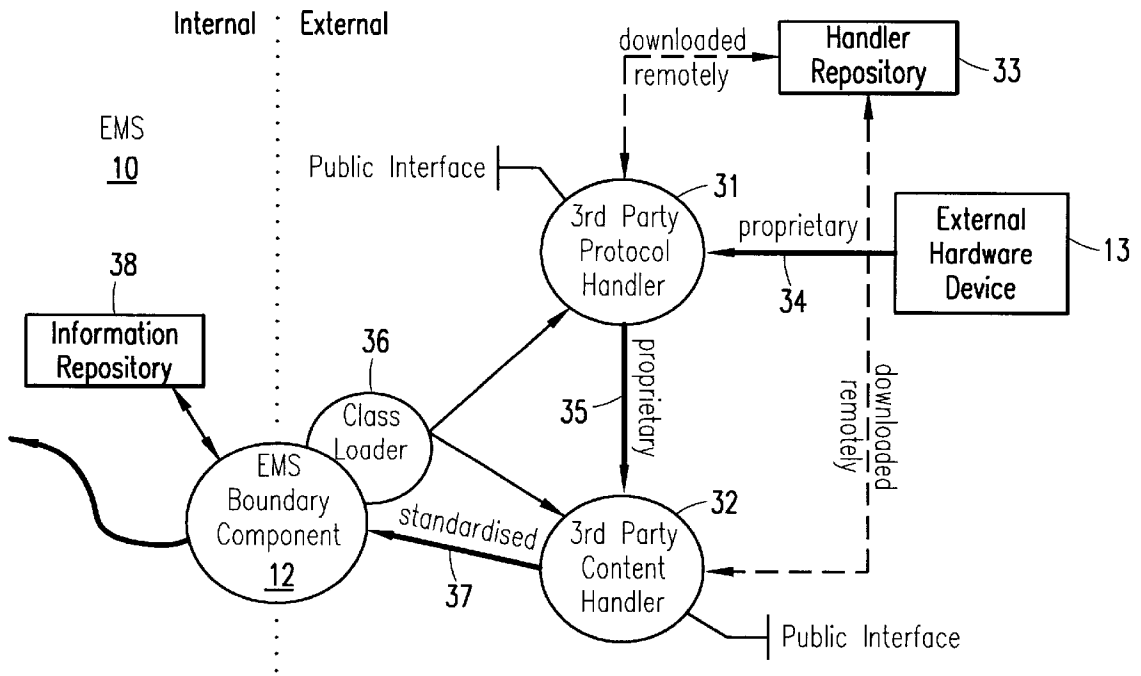 Internal
External
downloaded
remotely
Handler
Repository
33
EMS
10
Public Interface
31
3rd Party
Protocol
Handler
proprietary
34
External
Hardware
Device
13
38
Information
Repository
36
Class
Loader
35
proprietary
downloaded
remotely
EMS
Boundary
Component
12
standardised
37
32
3rd Party
Content
Handler
Public Interface